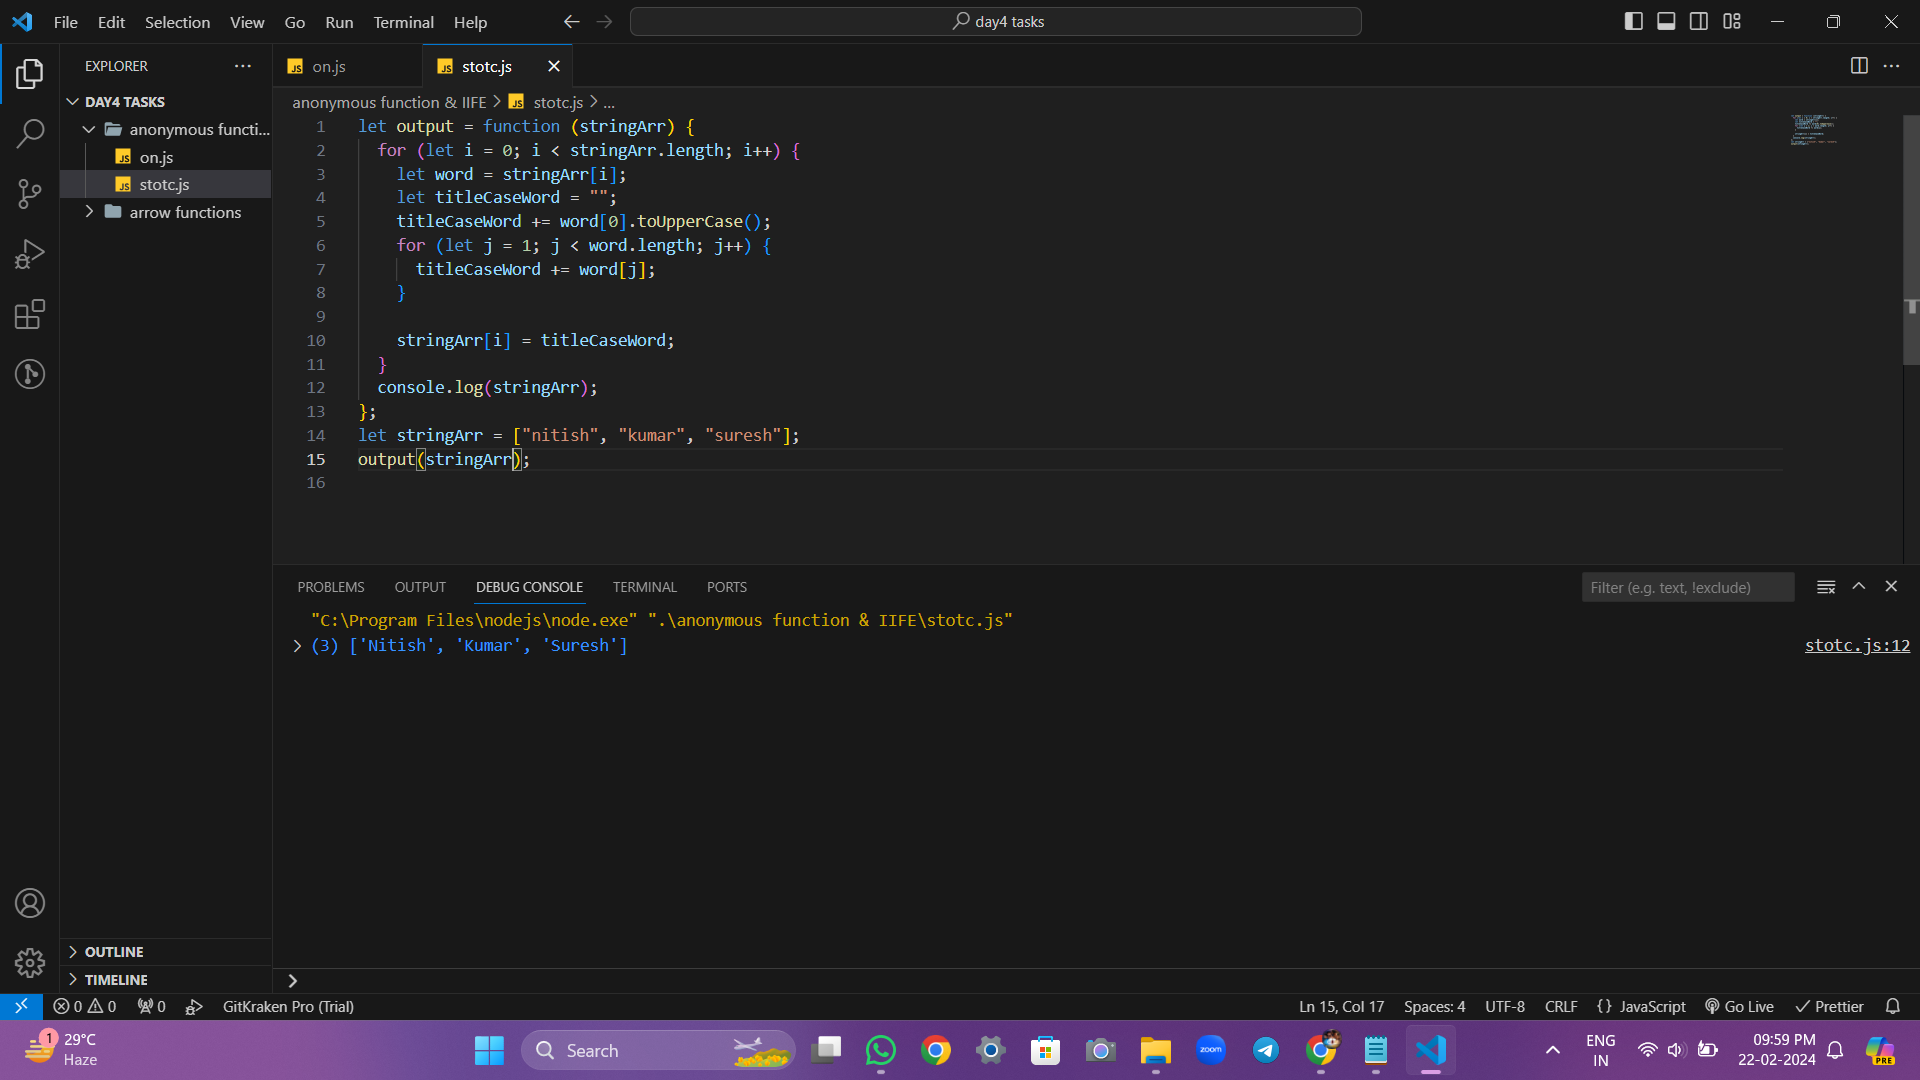 File Edit Selection View Go Run Terminal Help
day4 tasks
EXPLORER
DAY4 TASKS
anonymous functi...
on.js
stotc.js
arrow functions
OUTLINE
TIMELINE
on.js
stotc.js
anonymous function & IIFE > stotc.js > ...
1 let output = function (stringArr) {
2 for (let i = 0; i < stringArr.length; i++) {
3 let word = stringArr[i];
4 let titleCaseWord = "";
5 titleCaseWord += word[0].toUpperCase();
6 for (let j = 1; j < word.length; j++) {
7 titleCaseWord += word[j];
8 }
9
10 stringArr[i] = titleCaseWord;
11 }
12 console.log(stringArr);
13 };
14 let stringArr = ["nitish", "kumar", "suresh"];
15 output(stringArr);
16
PROBLEMS OUTPUT DEBUG CONSOLE TERMINAL PORTS
Filter (e.g. text, !exclude)
"C:\Program Files\nodejs\node.exe" ".\anonymous function & IIFE\stotc.js"
(3) ['Nitish', 'Kumar', 'Suresh']
stotc.js:12
0 0 0 GitKraken Pro (Trial)
Ln 15, Col 17 Spaces: 4 UTF-8 CRLF {} JavaScript Go Live Prettier
1
29°C
Haze
Search
zoom
ENG
IN
09:59 PM
22-02-2024
PRE